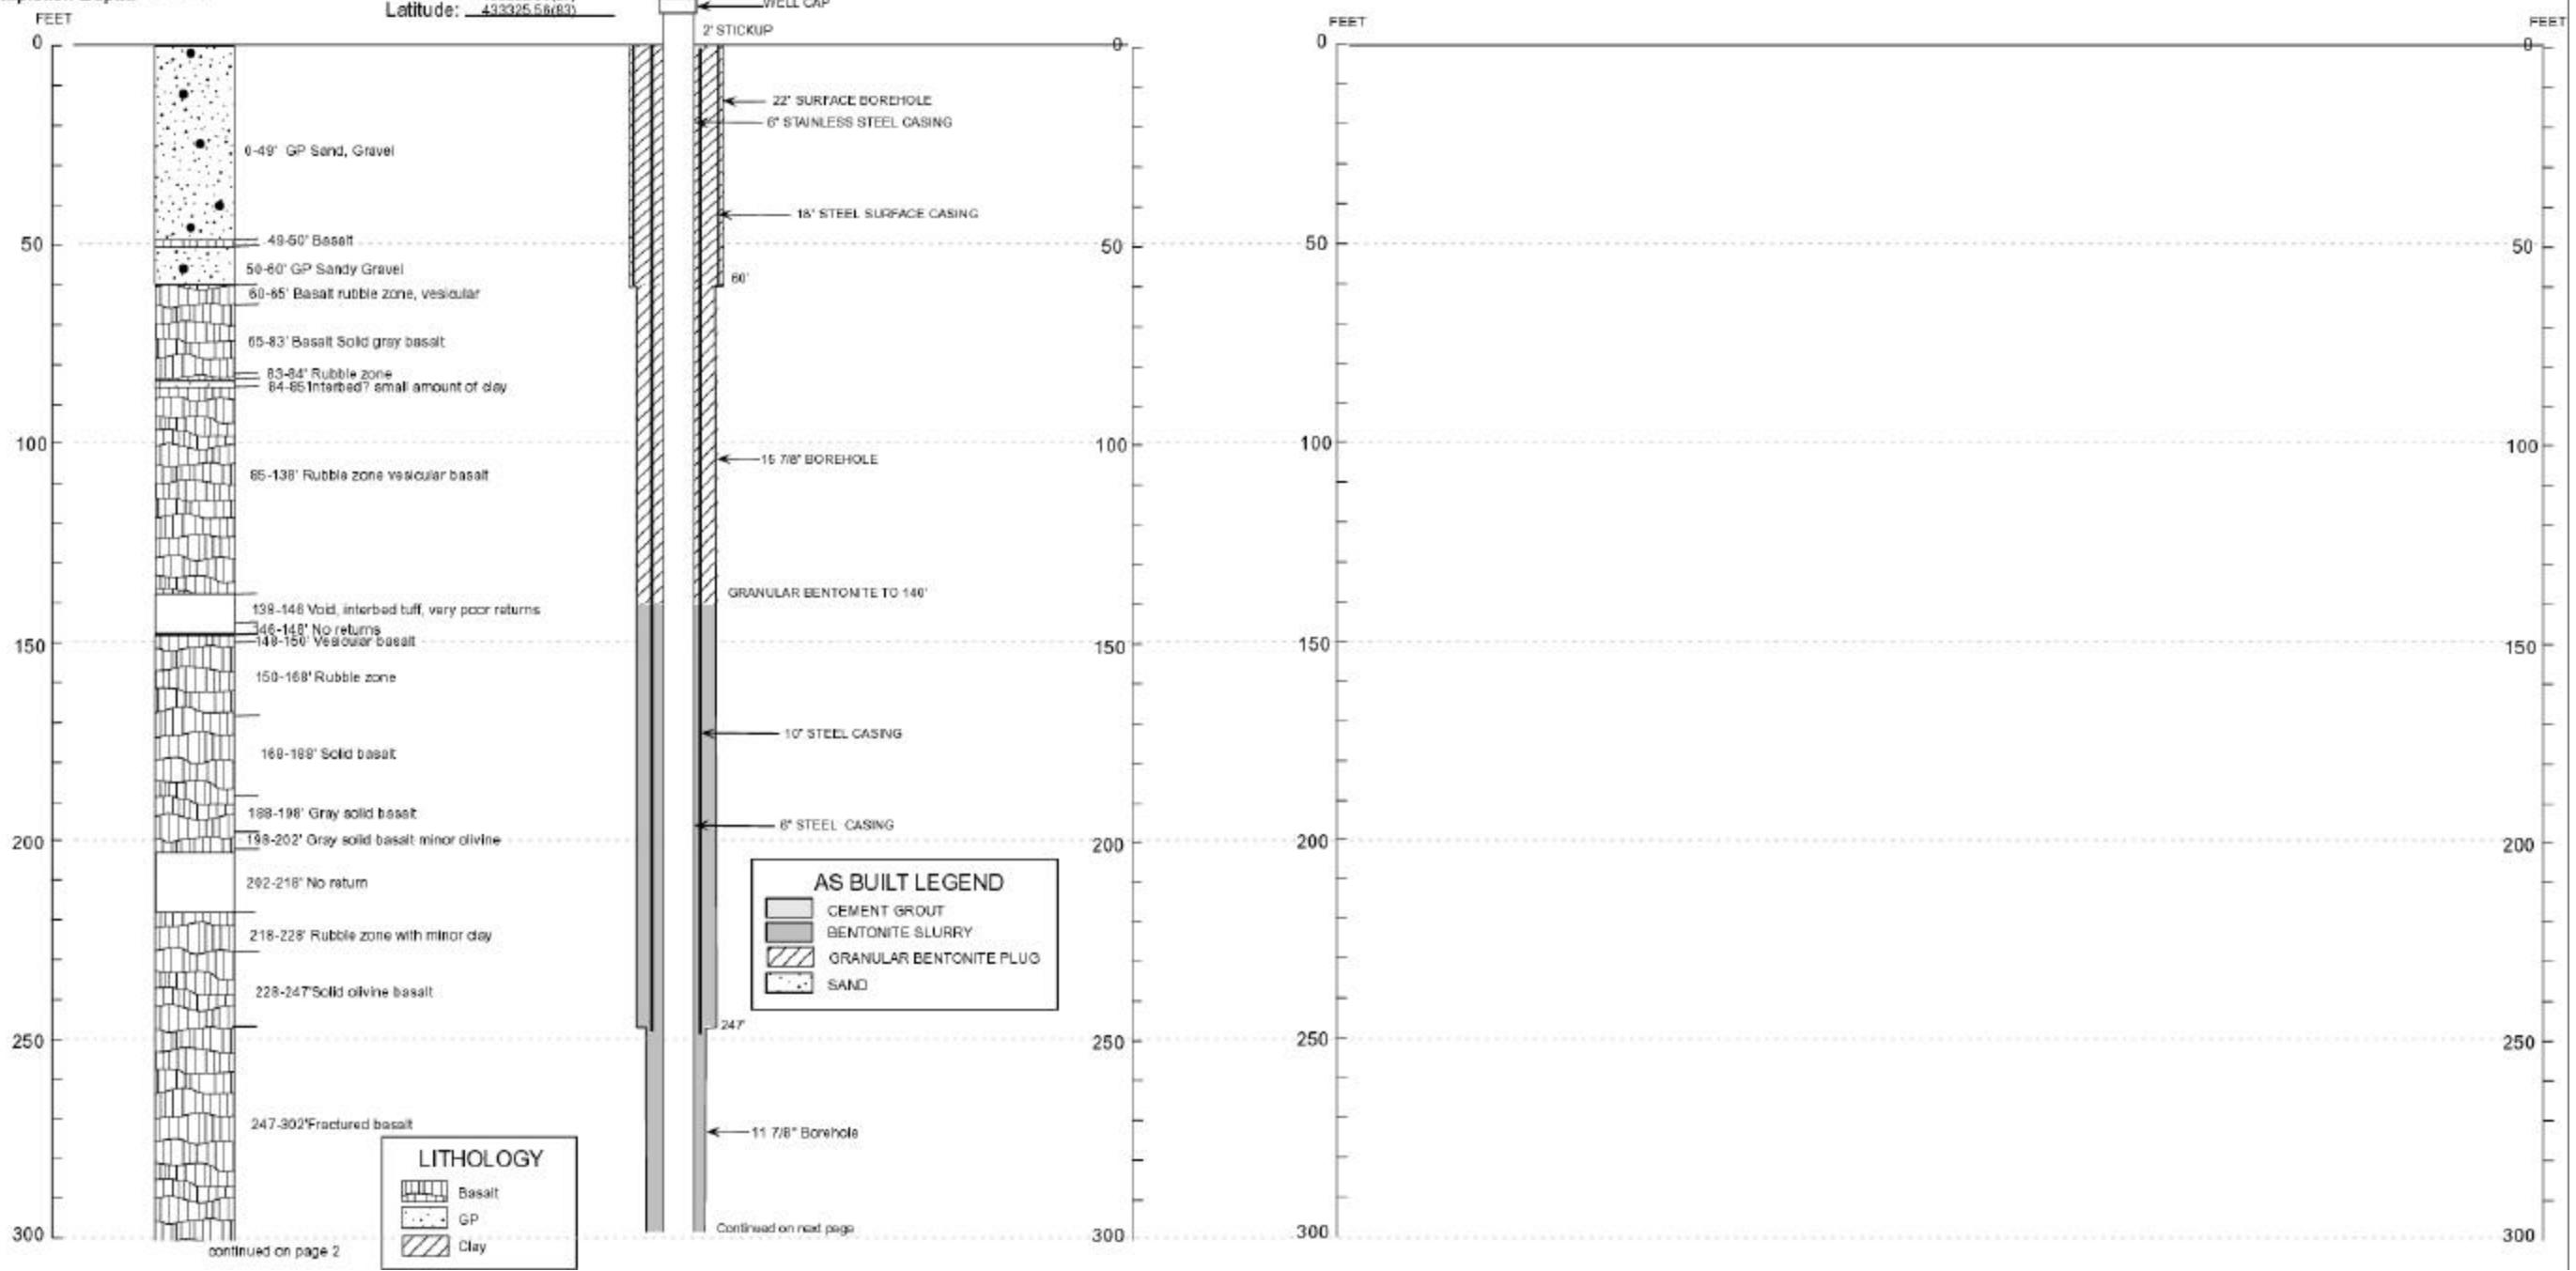 Latitude: 433325.56(83)
WELL CAP
FEET
2' STICKUP
FEET
FEET
0
0
0
0
22" SURFACE BOREHOLE
6" STAINLESS STEEL CASING
0-49' GP Sand, Gravel
18" STEEL SURFACE CASING
49-50' Basalt
50
50
50
50
50-60' GP Sandy Gravel
60'
60-65' Basalt rubble zone, vesicular
65-83' Basalt Solid gray basalt
83-84' Rubble zone
84-85' Interbed? small amount of clay
100
100
100
100
15 7/8" BOREHOLE
85-138' Rubble zone vesicular basalt
GRANULAR BENTONITE TO 140'
138-146 Void, interbed tuff, very poor returns
146-148' No returns
148-150' Vesicular basalt
150
150
150
150
150-168' Rubble zone
10" STEEL CASING
168-188' Solid basalt
188-198' Gray solid basalt
6" STEEL CASING
198-202' Gray solid basalt minor olivine
200
200
200
200
202-218' No return
AS BUILT LEGEND
CEMENT GROUT
BENTONITE SLURRY
GRANULAR BENTONITE PLUG
SAND
218-228' Rubble zone with minor clay
228-247' Solid olivine basalt
247'
250
250
250
250
247-302' Fractured basalt
11 7/8" Borehole
LITHOLOGY
Basalt
GP
Clay
Continued on next page
300
300
300
300
continued on page 2